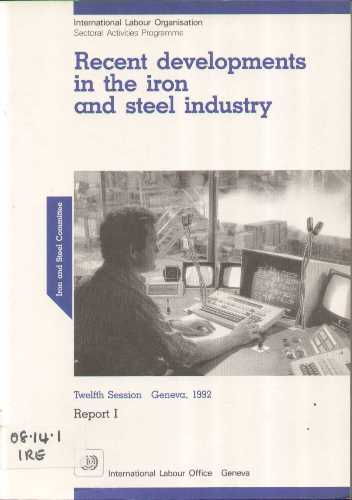 International Labour Organisation
Sectoral Activities Programme
Recent developments
in the iron
and steel industry
Iron and Steel Committee
Twelfth Session Geneva, 1992
Report I
08.14.1
IRE
International Labour Office Geneva